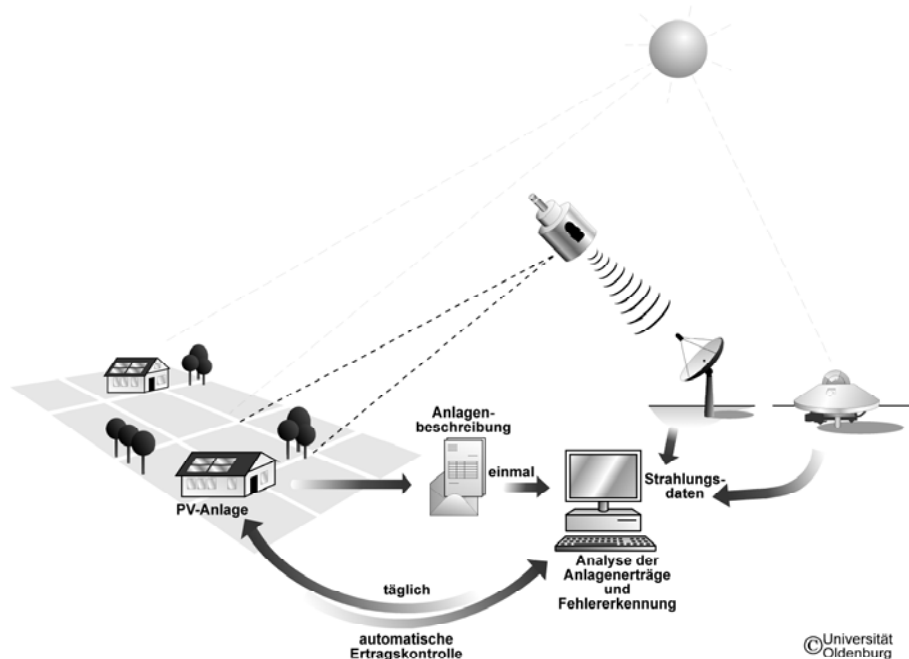 Anlagen-
beschreibung
einmal
Strahlungs-
daten
PV-Anlage
Analyse der
Anlagenerträge
und
Fehlererkennung
täglich
automatische
Ertragskontrolle
©Universität
Oldenburg